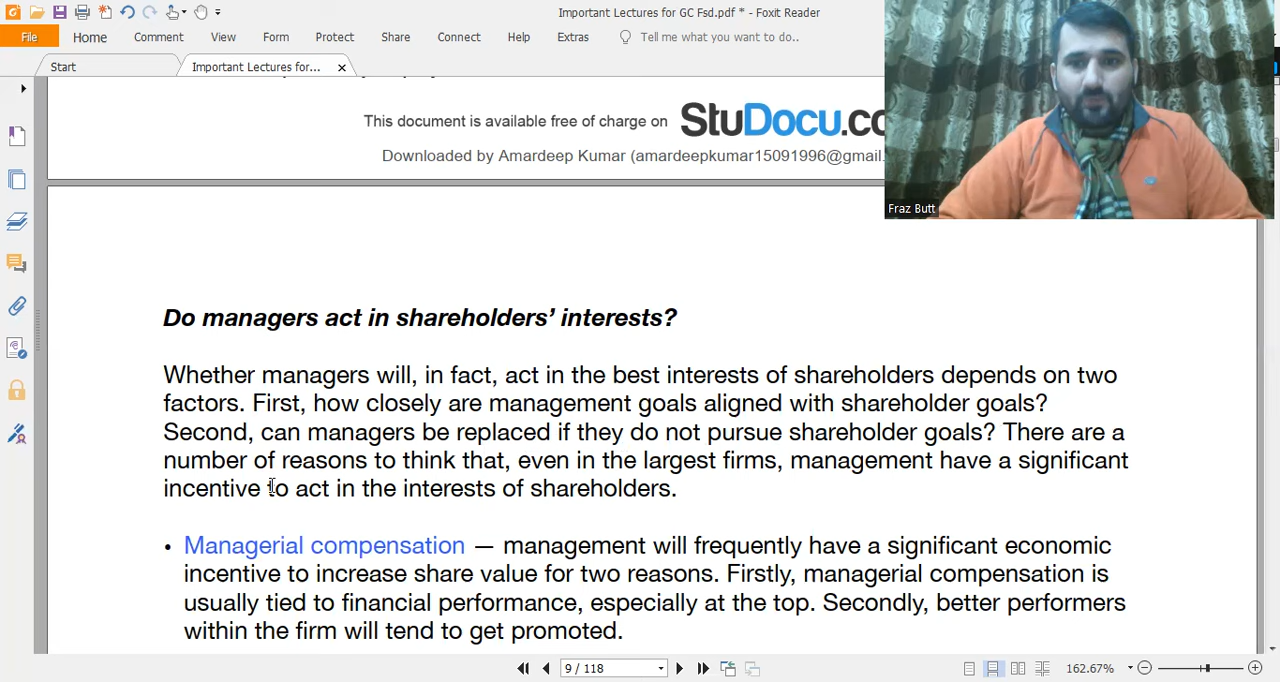 Important Lectures for GC Fsd.pdf * - Foxit Reader
File Home Comment View Form Protect Share Connect Help Extras Tell me what you want to do..
Start Important Lectures for...
This document is available free of charge on StuDocu.co
Downloaded by Amardeep Kumar (amardeepkumar15091996@gmail.
Fraz Butt
Do managers act in shareholders' interests?
Whether managers will, in fact, act in the best interests of shareholders depends on two
factors. First, how closely are management goals aligned with shareholder goals?
Second, can managers be replaced if they do not pursue shareholder goals? There are a
number of reasons to think that, even in the largest firms, management have a significant
incentive to act in the interests of shareholders.
• Managerial compensation — management will frequently have a significant economic
incentive to increase share value for two reasons. Firstly, managerial compensation is
usually tied to financial performance, especially at the top. Secondly, better performers
within the firm will tend to get promoted.
9 / 118
162.67%